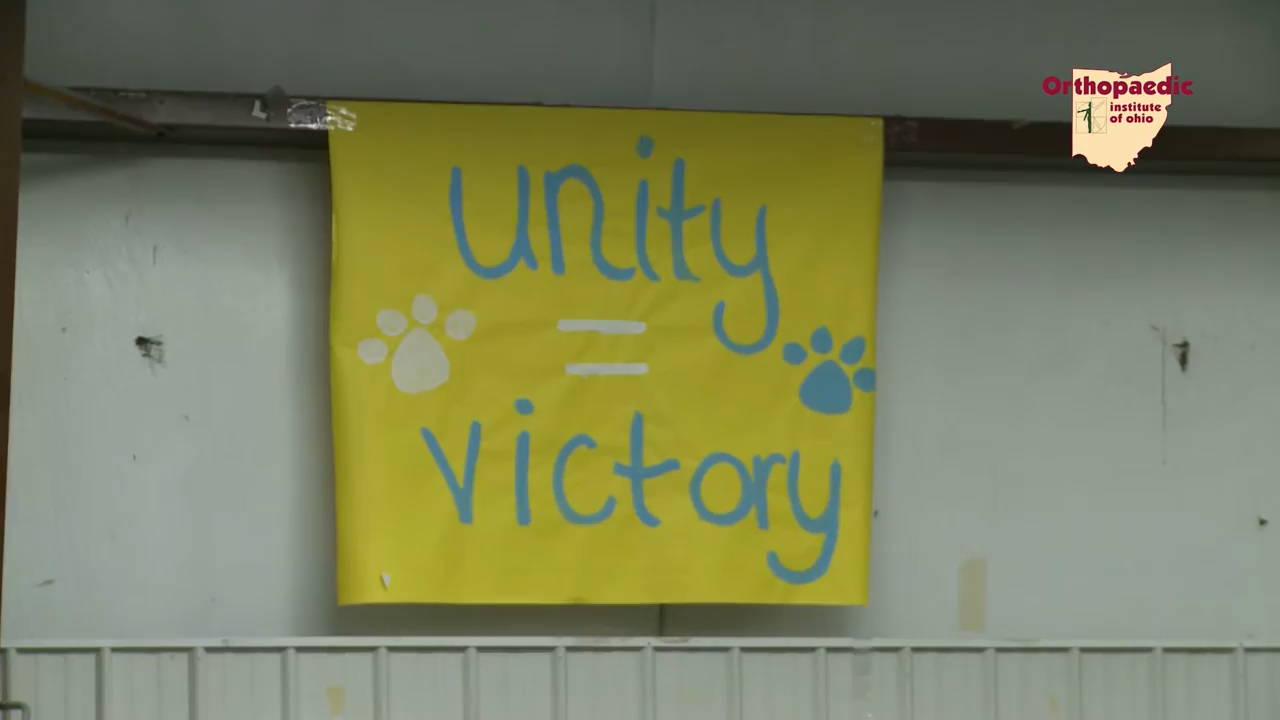 unity
=
victory
Orthopaedic
institute
of ohio